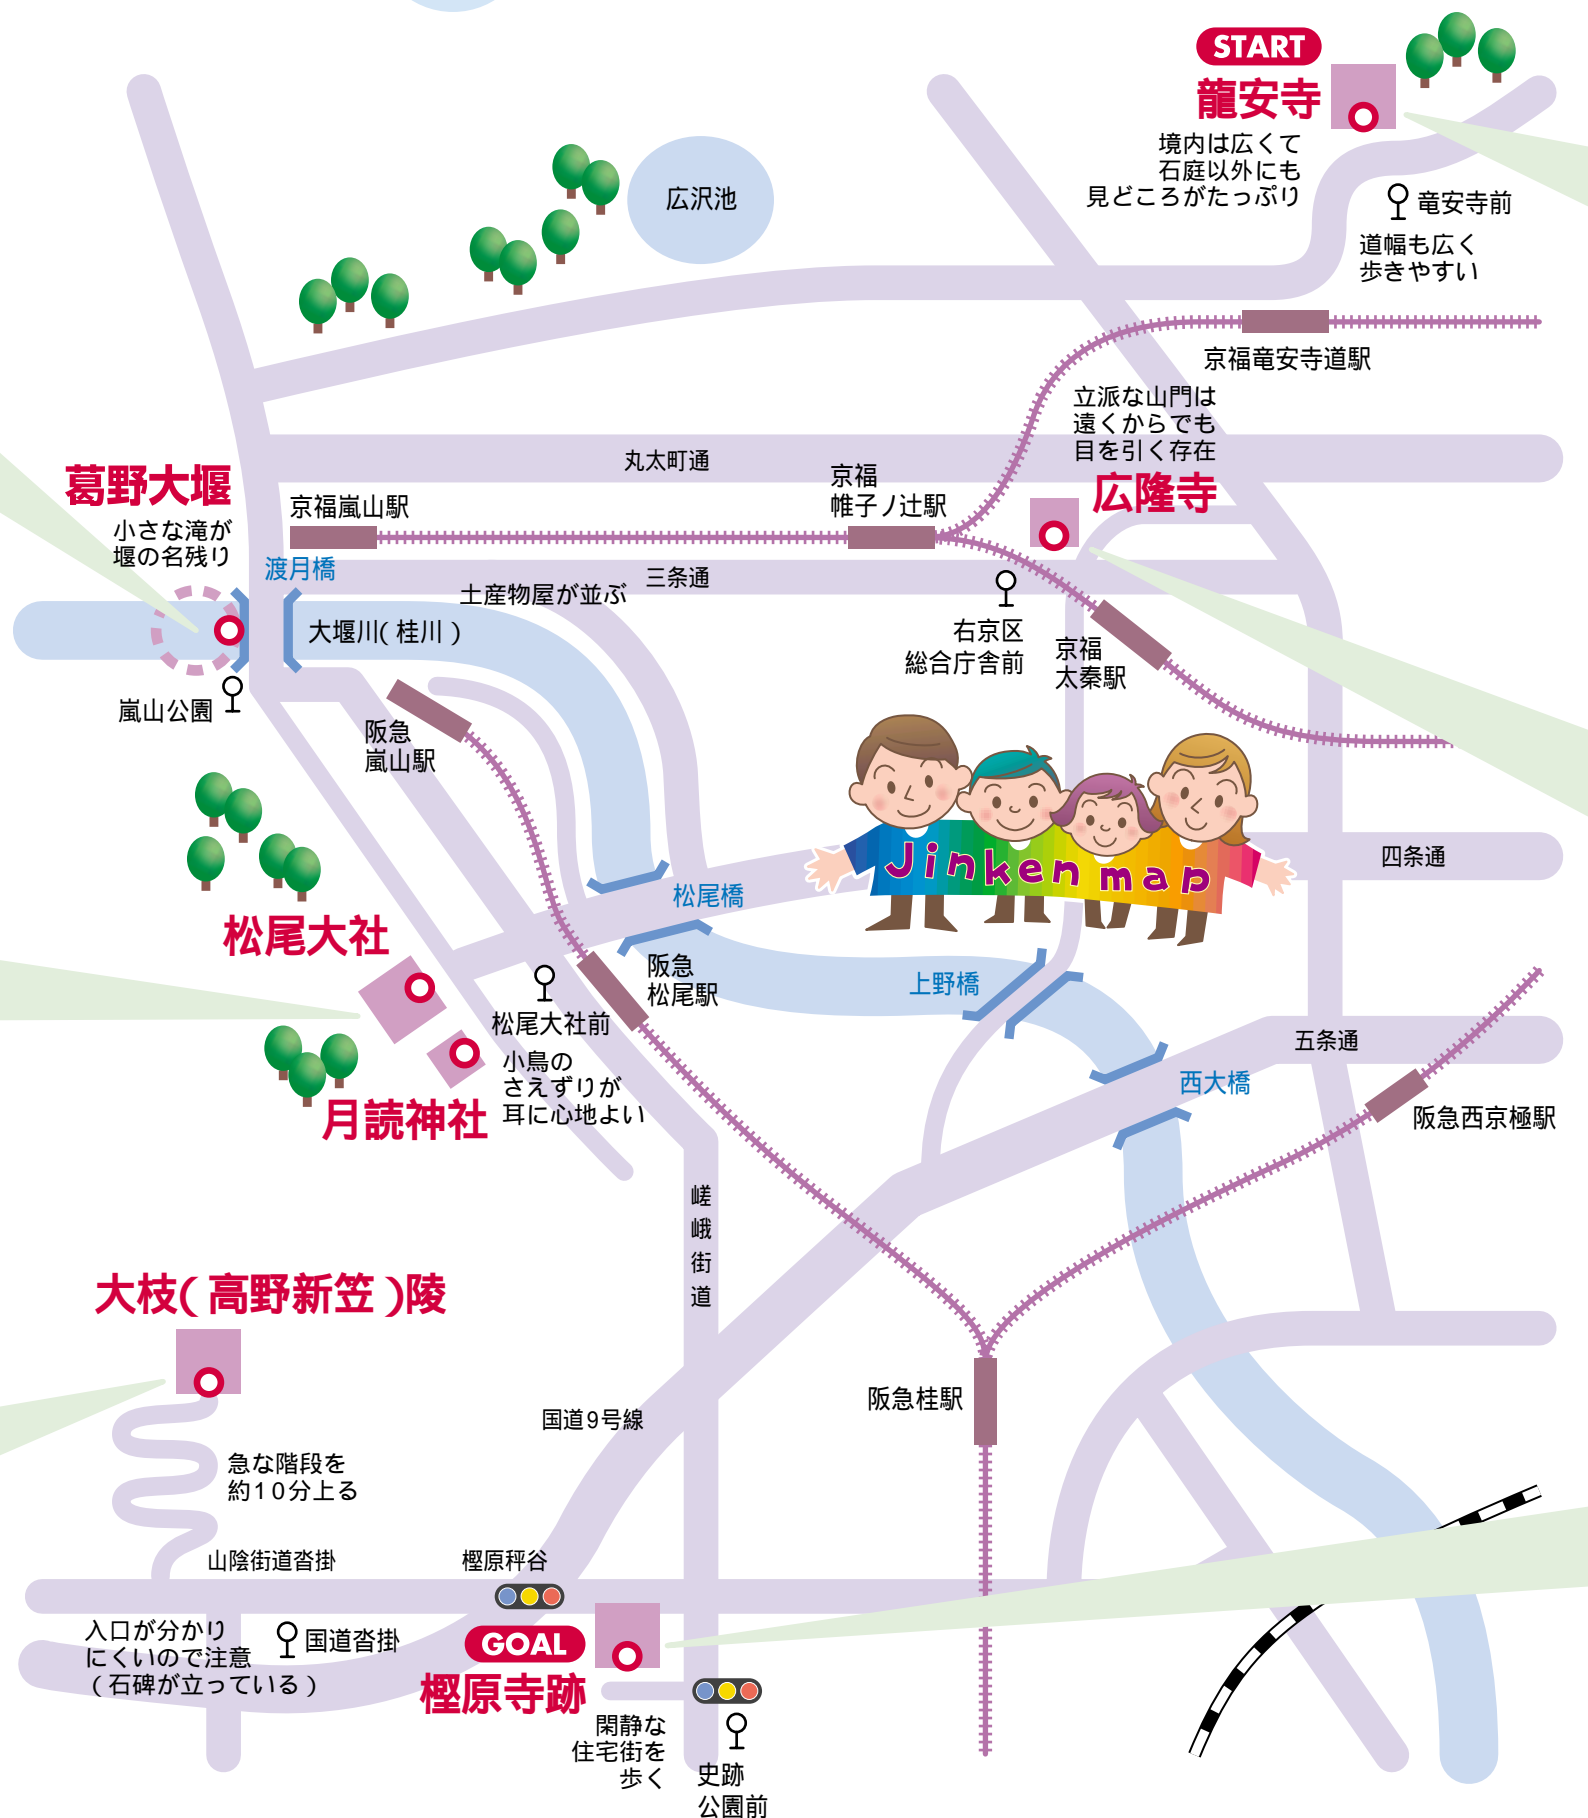 START
龍安寺
境内は広くて
石庭以外にも
見どころがたっぷり
竜安寺前
道幅も広く
歩きやすい
広沢池
京福竜安寺道駅
立派な山門は
遠くからでも
目を引く存在
広隆寺
丸太町通
京福
帷子ノ辻駅
京福嵐山駅
葛野大堰
小さな滝が
堰の名残り
渡月橋
三条通
土産物屋が並ぶ
大堰川(桂川)
右京区
総合庁舎前
京福
太秦駅
嵐山公園
阪急
嵐山駅
Jinken map
四条通
松尾橋
松尾大社
阪急
松尾駅
上野橋
松尾大社前
小鳥の
さえずりが
耳に心地よい
月読神社
五条通
西大橋
阪急西京極駅
嵯峨街道
大枝(高野新笠)陵
阪急桂駅
国道9号線
急な階段を
約10分上る
山陰街道沓掛
樫原秤谷
入口が分かり
にくいので注意
(石碑が立っている)
国道沓掛
GOAL
樫原寺跡
閑静な
住宅街を
歩く
史跡
公園前